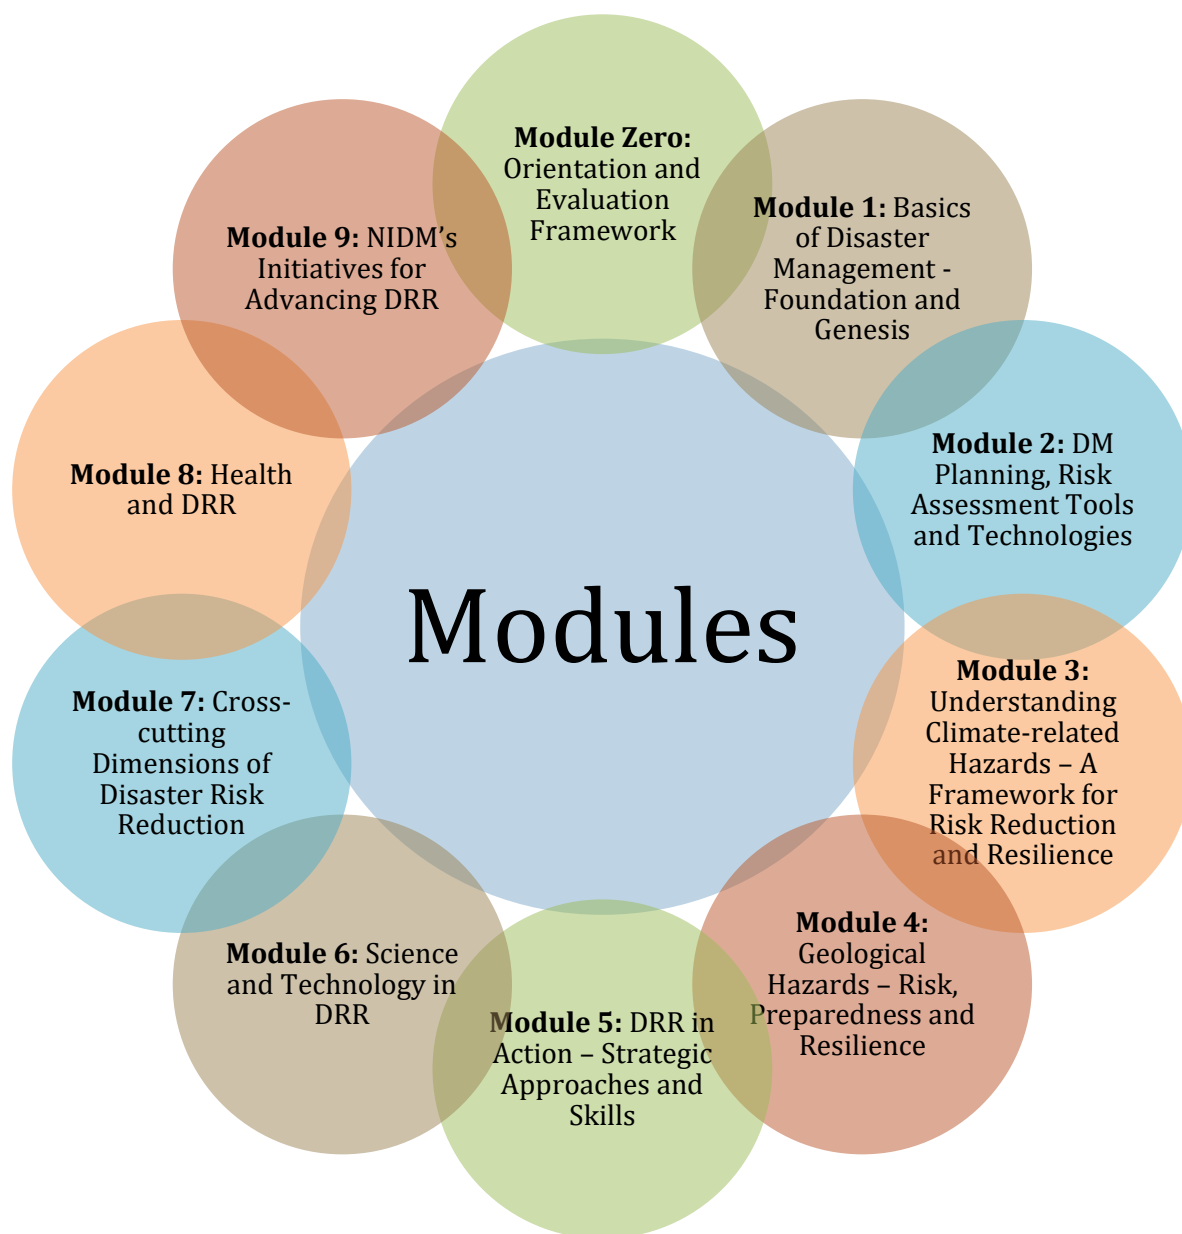 Module Zero:
Orientation and
Evaluation
Framework
Module 1: Basics
of Disaster
Management -
Foundation and
Genesis
Module 2: DM
Planning, Risk
Assessment Tools
and Technologies
Module 3:
Understanding
Climate-related
Hazards – A
Framework for
Risk Reduction
and Resilience
Module 4:
Geological
Hazards – Risk,
Preparedness and
Resilience
Module 5: DRR in
Action – Strategic
Approaches and
Skills
Module 6: Science
and Technology in
DRR
Module 7: Cross-
cutting
Dimensions of
Disaster Risk
Reduction
Module 8: Health
and DRR
Module 9: NIDM’s
Initiatives for
Advancing DRR
Modules